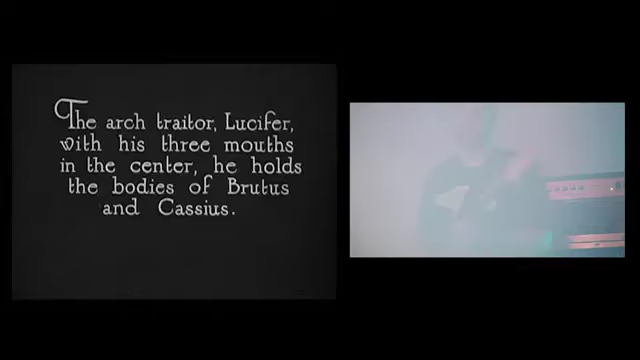 The arch traitor, Lucifer,
with his three mouths
in the center, he holds
the bodies of Brutus
and Cassius.